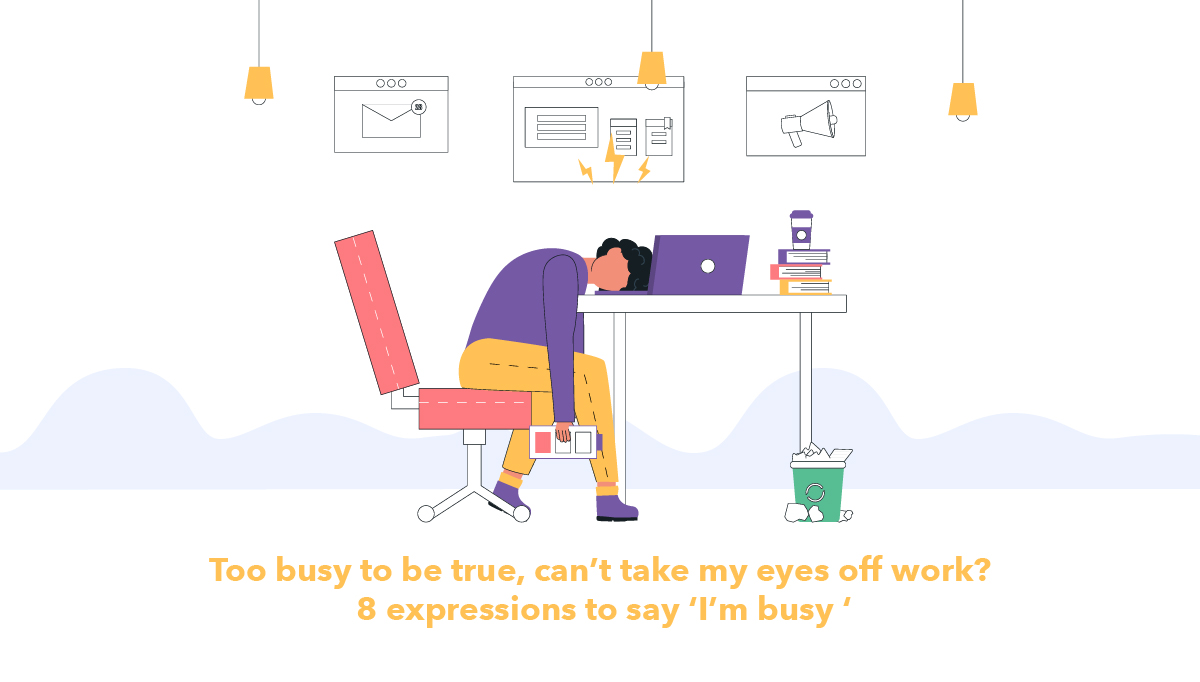 Too busy to be true, can’t take my eyes off work?
8 expressions to say ‘I’m busy ‘